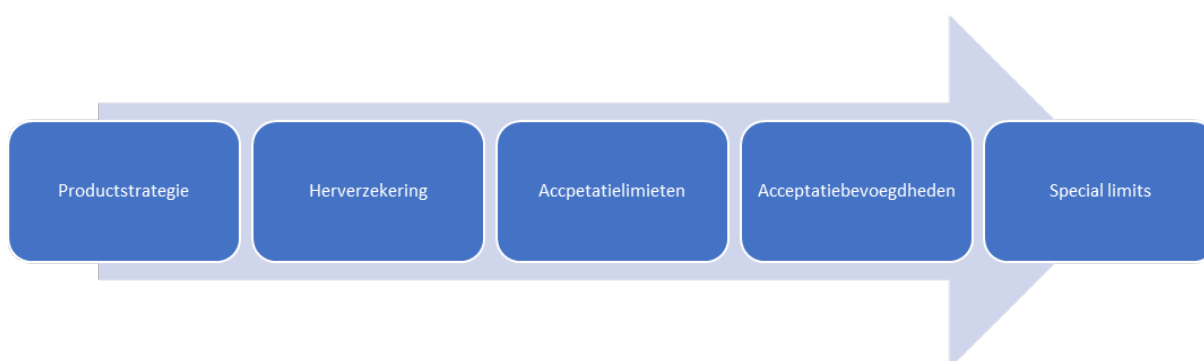 Productstrategie
Herverzekering
Accpetatielimieten
Acceptatiebevoegdheden
Special limits